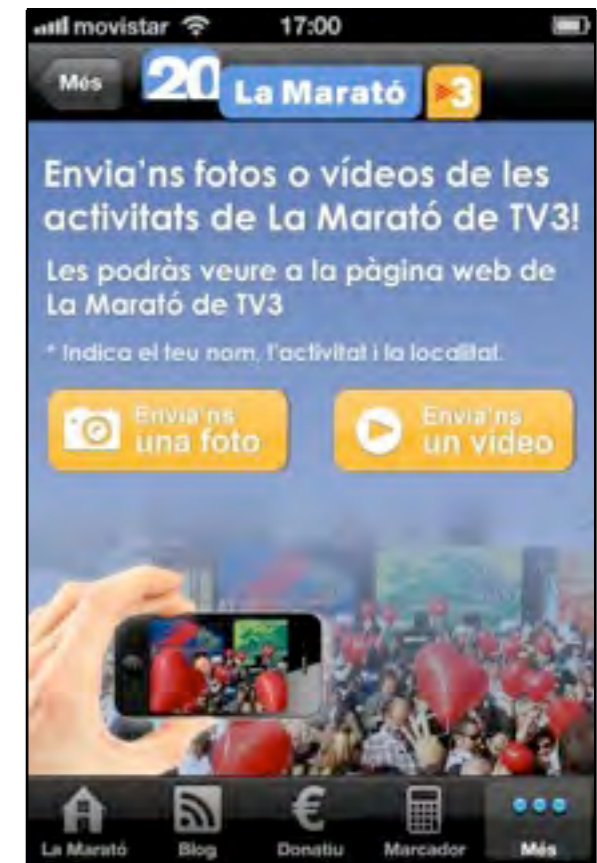 movistar 17:00
Més 20 La Marató 3
Envia'ns fotos o vídeos de les
activitats de La Marató de TV3!
Les podràs veure a la pàgina web de
La Marató de TV3
* Indica el teu nom, l'activitat i la localitat.
Envia'ns
una foto
Envia'ns
un vídeo
La Marató Blog Donatiu Marcador Més